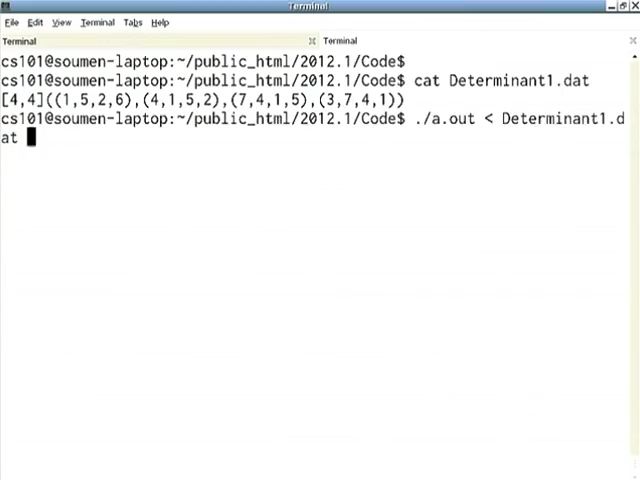 Terminal
File Edit View Terminal Tabs Help
Terminal Terminal
cs101@soumen-laptop:~/public_html/2012.1/Code$
cs101@soumen-laptop:~/public_html/2012.1/Code$ cat Determinant1.dat
[4,4]((1,5,2,6),(4,1,5,2),(7,4,1,5),(3,7,4,1))
cs101@soumen-laptop:~/public_html/2012.1/Code$ ./a.out < Determinant1.d
at